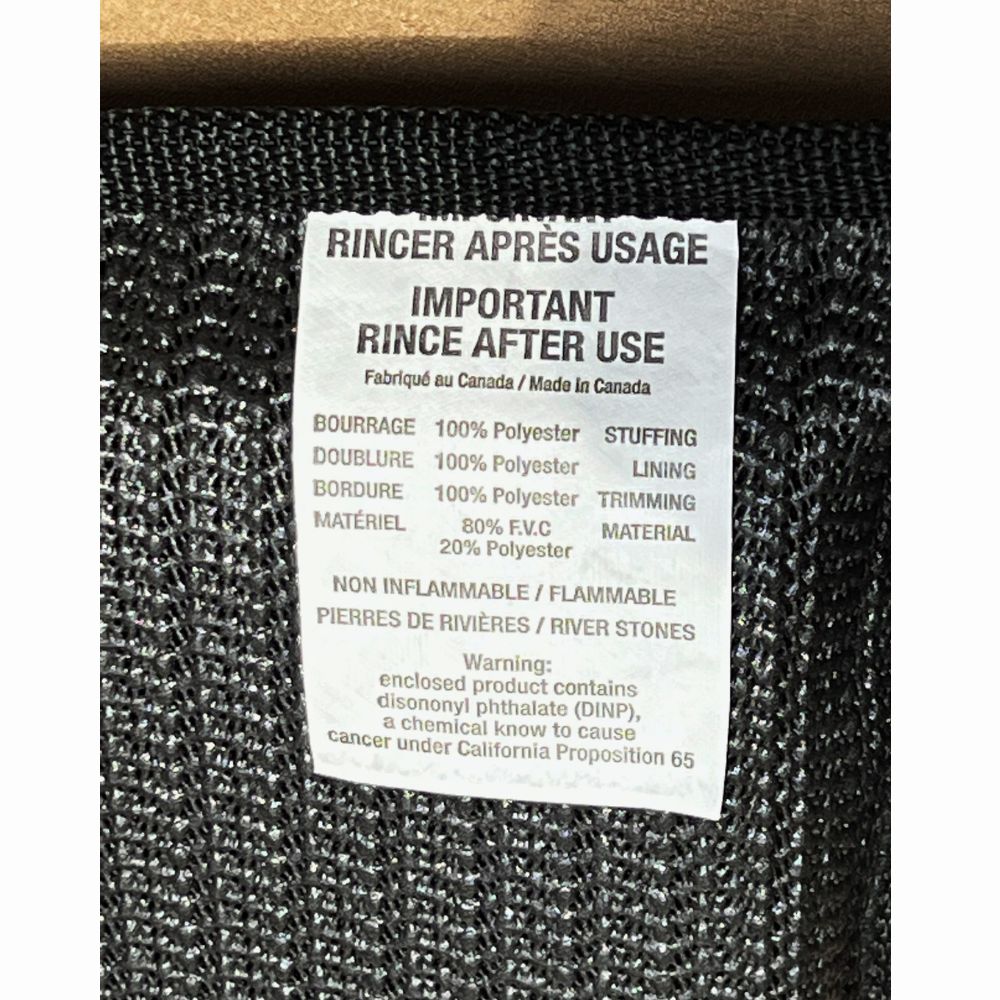 RINCER APRÈS USAGE
IMPORTANT
RINCE AFTER USE
Fabriqué au Canada / Made in Canada
BOURRAGE 100% Polyester STUFFING
DOUBLURE 100% Polyester LINING
BORDURE 100% Polyester TRIMMING
MATÉRIEL 80% F.V.C MATERIAL
20% Polyester
NON INFLAMMABLE / FLAMMABLE
PIERRES DE RIVIÈRES / RIVER STONES
Warning:
enclosed product contains
disononyl phthalate (DINP),
a chemical know to cause
cancer under California Proposition 65